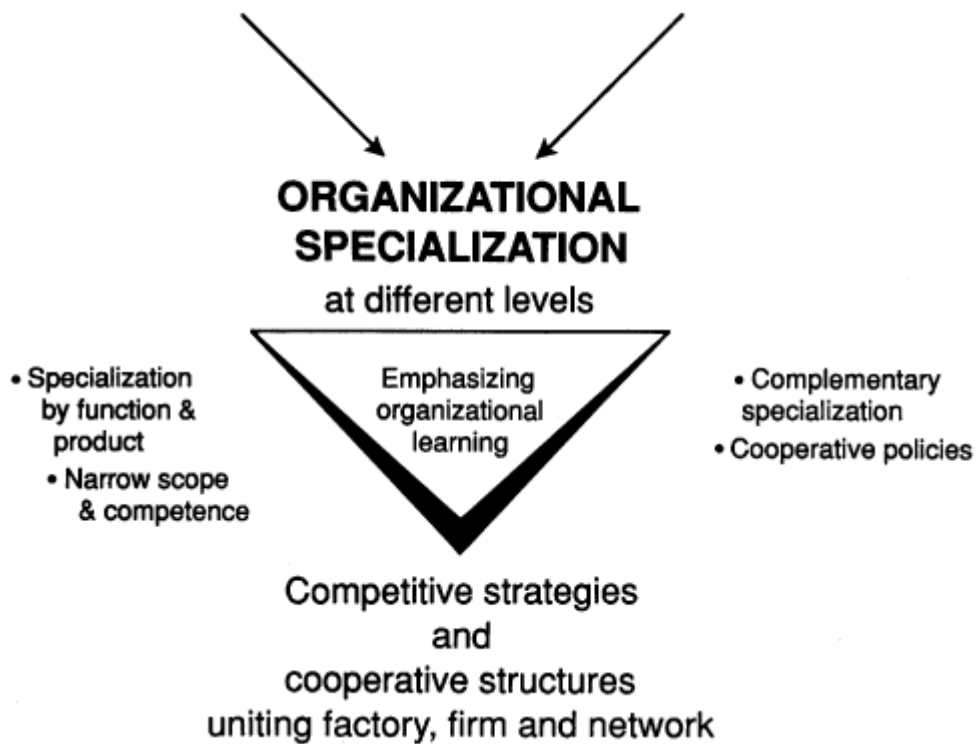 ORGANIZATIONAL
SPECIALIZATION
at different levels
• Specialization
by function &
product
• Narrow scope
& competence
Emphasizing
organizational
learning
• Complementary
specialization
• Cooperative policies
Competitive strategies
and
cooperative structures
uniting factory, firm and network